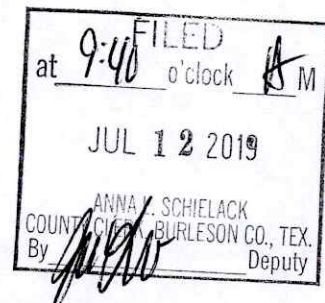 FILED
at 9:40 o'clock A M
JUL 12 2019
ANNA L. SCHIELACK
COUNTY CLERK, BURLESON CO., TEX.
By Deputy